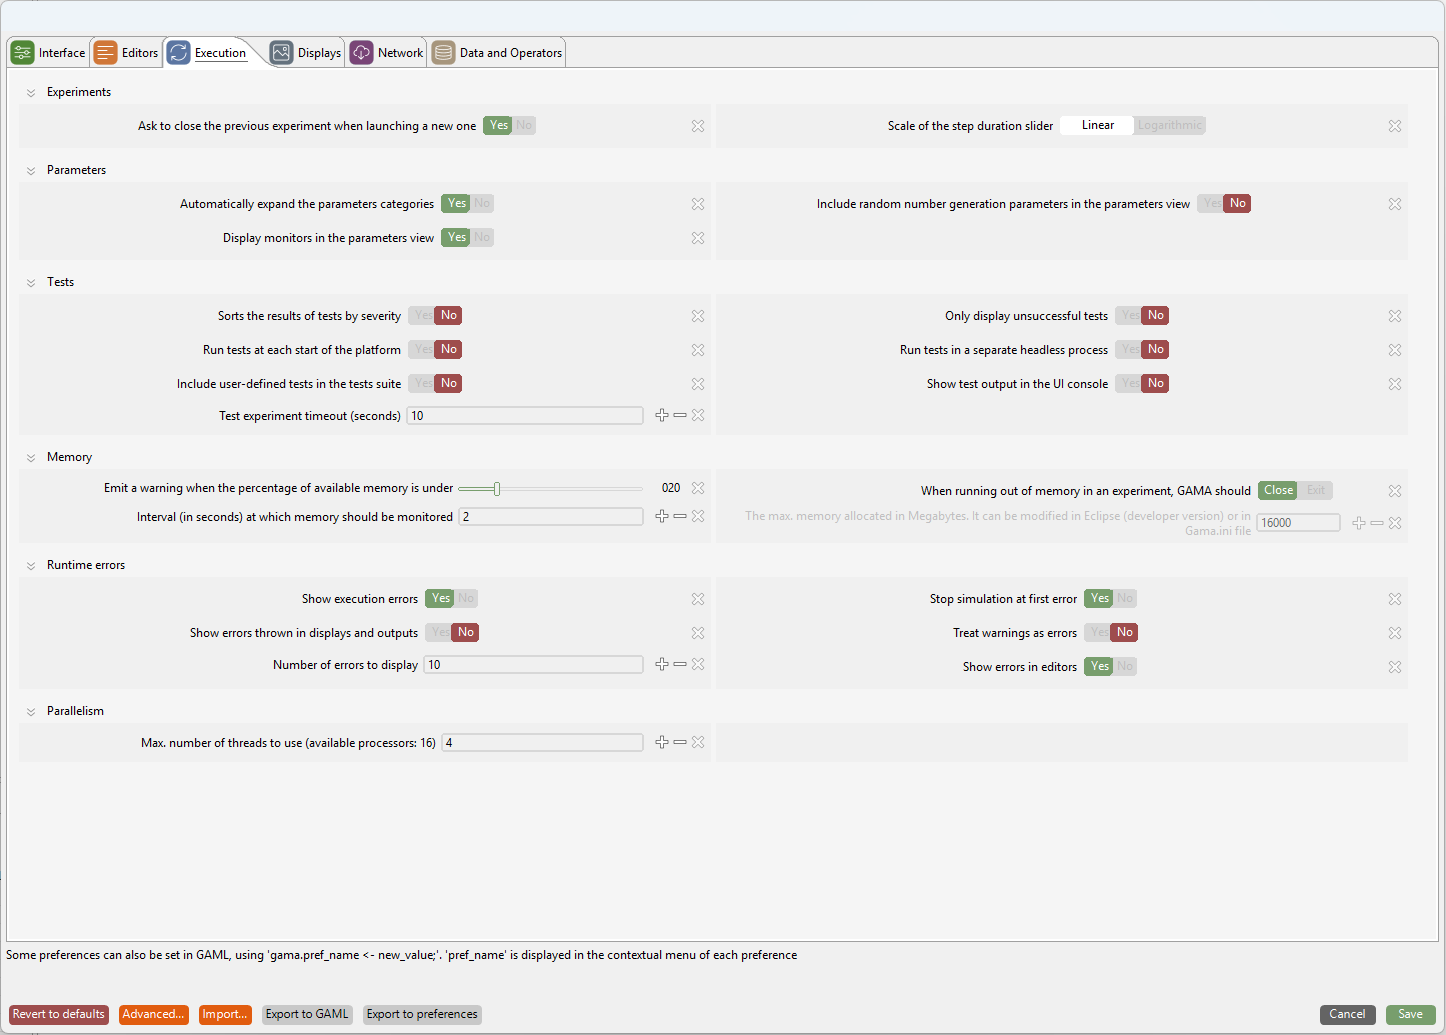 Interface Editors Execution Displays Network Data and Operators
Experiments
Ask to close the previous experiment when launching a new one Yes No
Scale of the step duration slider Linear Logarithmic
Parameters
Automatically expand the parameters categories Yes No
Include random number generation parameters in the parameters view Yes No
Display monitors in the parameters view Yes No
Tests
Sorts the results of tests by severity Yes No
Only display unsuccessful tests Yes No
Run tests at each start of the platform Yes No
Run tests in a separate headless process Yes No
Include user-defined tests in the tests suite Yes No
Show test output in the UI console Yes No
Test experiment timeout (seconds) 10
Memory
Emit a warning when the percentage of available memory is under 020
When running out of memory in an experiment, GAMA should Close Exit
Interval (in seconds) at which memory should be monitored 2
The max. memory allocated in Megabytes. It can be modified in Eclipse (developer version) or in
Gama.ini file 16000
Runtime errors
Show execution errors Yes No
Stop simulation at first error Yes No
Show errors thrown in displays and outputs Yes No
Treat warnings as errors Yes No
Number of errors to display 10
Show errors in editors Yes No
Parallelism
Max. number of threads to use (available processors: 16) 4
Some preferences can also be set in GAML, using 'gama.pref_name <- new_value;'. 'pref_name' is displayed in the contextual menu of each preference
Revert to defaults Advanced... Import... Export to GAML Export to preferences Cancel Save